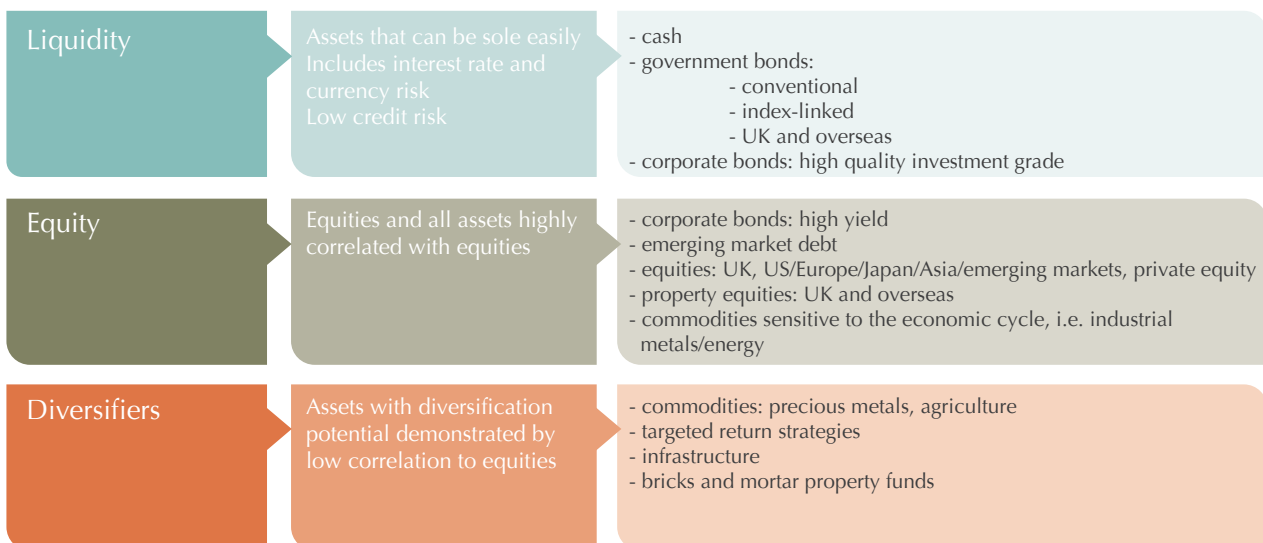 Liquidity
Assets that can be sole easily
Includes interest rate and
currency risk
Low credit risk
- cash
- government bonds:
- conventional
- index-linked
- UK and overseas
- corporate bonds: high quality investment grade
Equity
Equities and all assets highly
correlated with equities
- corporate bonds: high yield
- emerging market debt
- equities: UK, US/Europe/Japan/Asia/emerging markets, private equity
- property equities: UK and overseas
- commodities sensitive to the economic cycle, i.e. industrial
metals/energy
Diversifiers
Assets with diversification
potential demonstrated by
low correlation to equities
- commodities: precious metals, agriculture
- targeted return strategies
- infrastructure
- bricks and mortar property funds